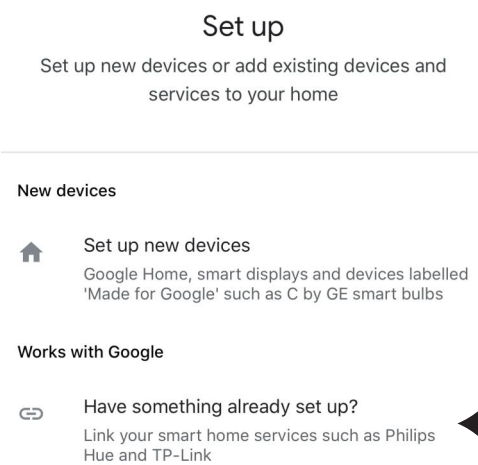 Set up
Set up new devices or add existing devices and
services to your home
New devices
Set up new devices
Google Home, smart displays and devices labelled
'Made for Google' such as C by GE smart bulbs
Works with Google
Have something already set up?
Link your smart home services such as Philips
Hue and TP-Link